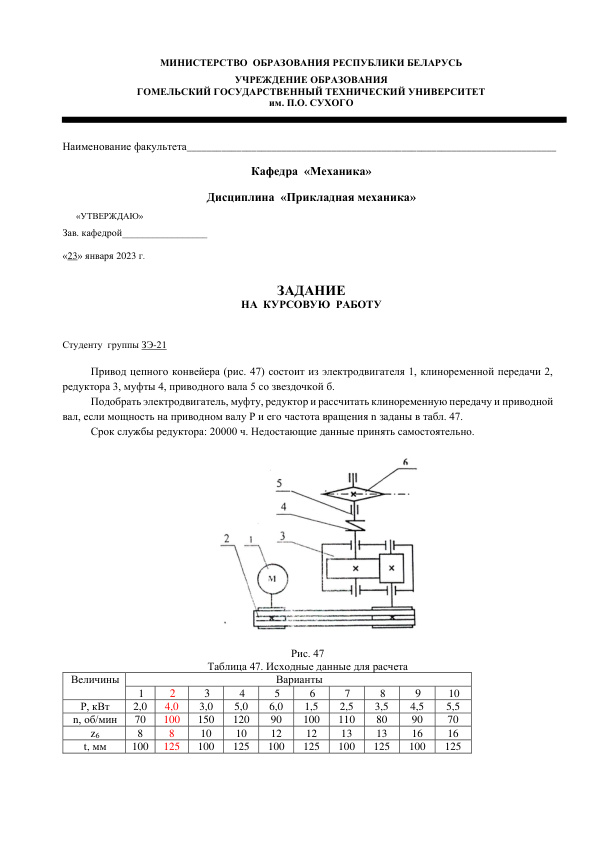 МИНИСТЕРСТВО ОБРАЗОВАНИЯ РЕСПУБЛИКИ БЕЛАРУСЬ
УЧРЕЖДЕНИЕ ОБРАЗОВАНИЯ
ГОМЕЛЬСКИЙ ГОСУДАРСТВЕННЫЙ ТЕХНИЧЕСКИЙ УНИВЕРСИТЕТ
им. П.О. СУХОГО
Наименование факультета
Кафедра «Механика»
Дисциплина «Прикладная механика»
«УТВЕРЖДАЮ»
Зав. кафедрой
«23» января 2023 г.
ЗАДАНИЕ
НА КУРСОВУЮ РАБОТУ
Студенту группы ЗЭ-21
Привод цепного конвейера (рис. 47) состоит из электродвигателя 1, клиноременной передачи 2,
редуктора 3, муфты 4, приводного вала 5 со звездочкой б.
Подобрать электродвигатель, муфту, редуктор и рассчитать клиноременную передачу и приводной
вал, если мощность на приводном валу Р и его частота вращения n заданы в табл. 47.
Срок службы редуктора: 20000 ч. Недостающие данные принять самостоятельно.
6
5
4
2 1 3
М
Рис. 47
Таблица 47. Исходные данные для расчета
Величины Варианты
1 2 3 4 5 6 7 8 9 10
Р, кВт 2,0 4,0 3,0 5,0 6,0 1,5 2,5 3,5 4,5 5,5
n, об/мин 70 100 150 120 90 100 110 80 90 70
z6 8 8 10 10 12 12 13 13 16 16
t, мм 100 125 100 125 100 125 100 125 100 125